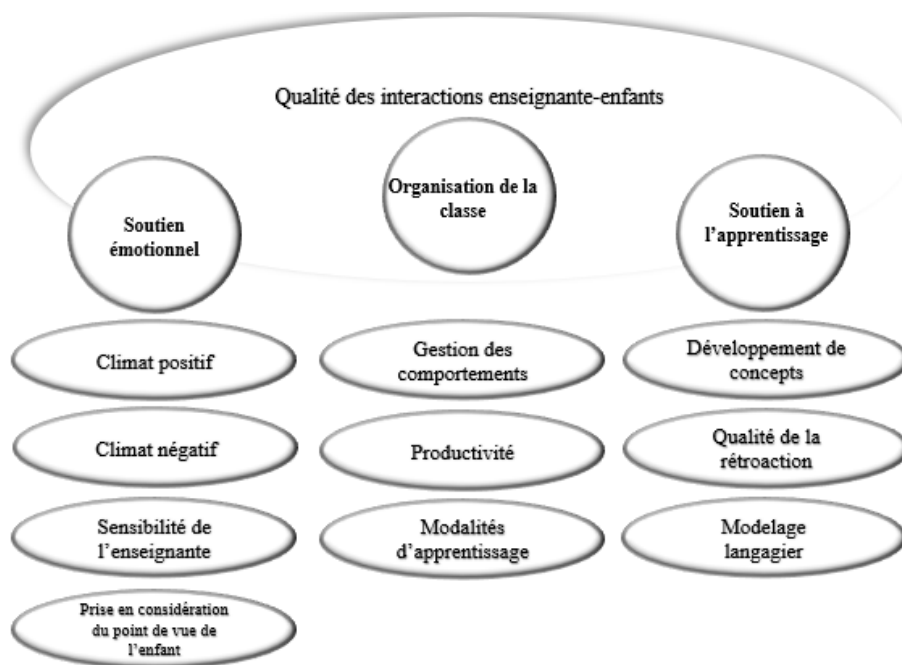 Qualité des interactions enseignante-enfants
Soutien
émotionnel
Organisation de la
classe
Soutien à
l'apprentissage
Climat positif
Climat négatif
Sensibilité de
l'enseignante
Prise en considération
du point de vue de
l'enfant
Gestion des
comportements
Productivité
Modalités
d'apprentissage
Développement de
concepts
Qualité de la
rétroaction
Modelage
langagier